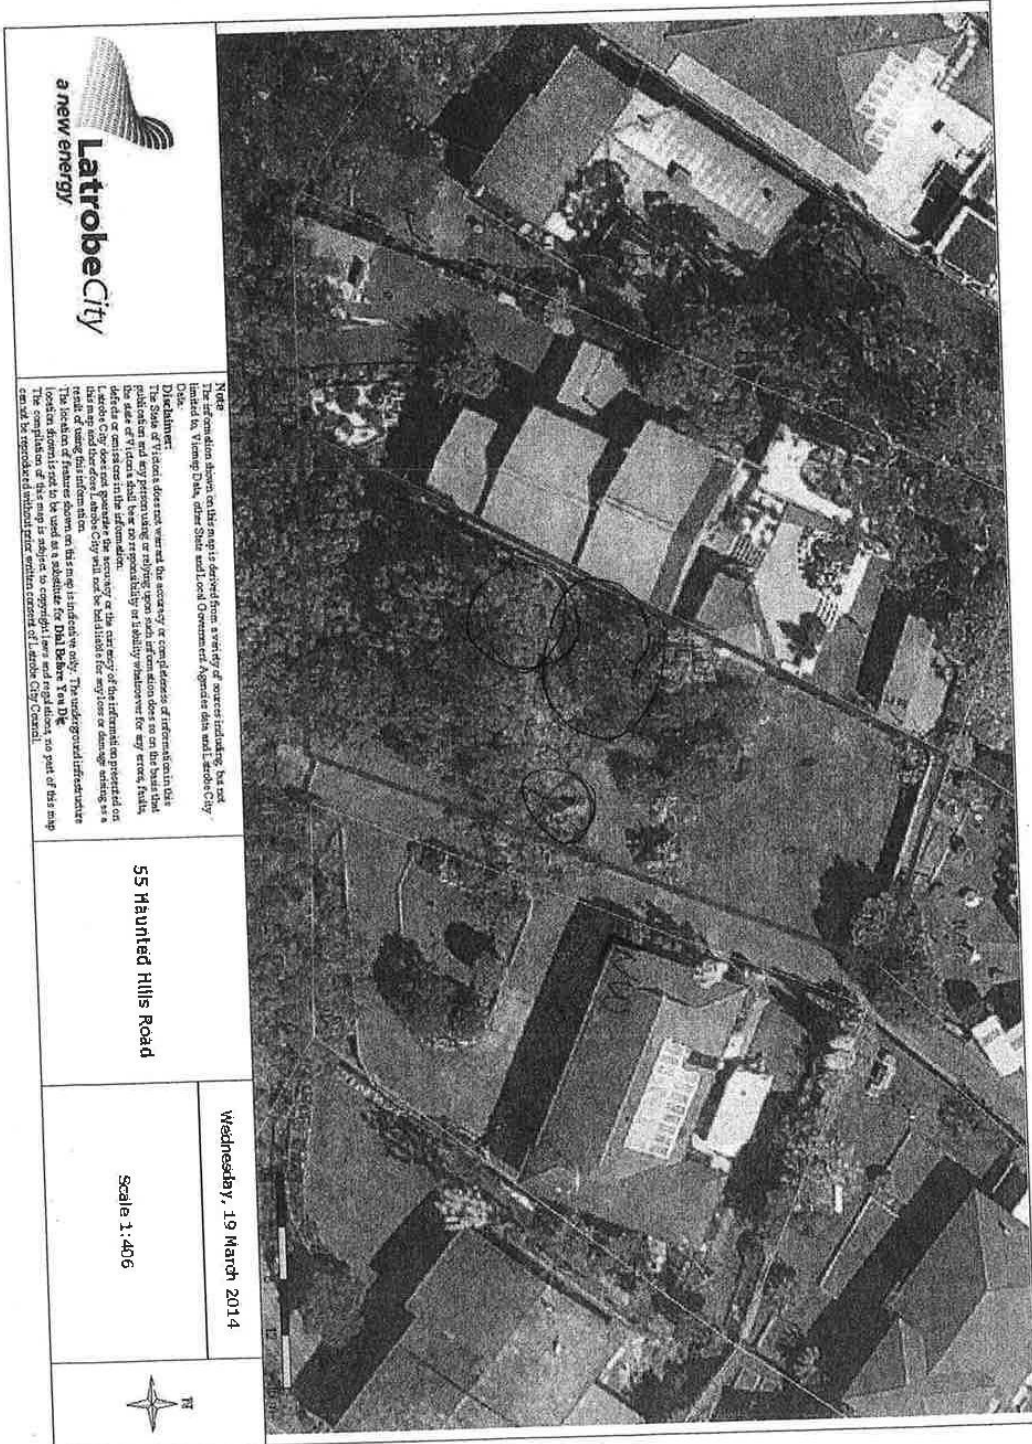 LatrobeCity
a new energy
Note
The information shown on this map is derived from a variety of sources including, but not
limited to, Vicmap Data, other State and Local Government Agencies data and Latrobe City
Data.
Disclaimer:
The State of Victoria does not warrant the accuracy or completeness of information in this
publication and any person using or relying upon such information does so on the basis that
the state of Victoria shall bear no responsibility or liability whatsoever for any errors, faults,
defects or omissions in the information.
Latrobe City does not guarantee the accuracy or the currency of the information presented on
this map and therefore Latrobe City will not be held liable for any loss or damage arising as a
result of using this information.
The location of features shown on this map is indicative only. The underground infrastructure
location shown is not to be used as a substitute for Dial Before You Dig
The compilation of this map is subject to copyright laws and regulations, no part of this map
can not be reproduced without prior written consent of Latrobe City Council.
55 Haunted Hills Road
Wednesday, 19 March 2014
Scale 1:406
N
12